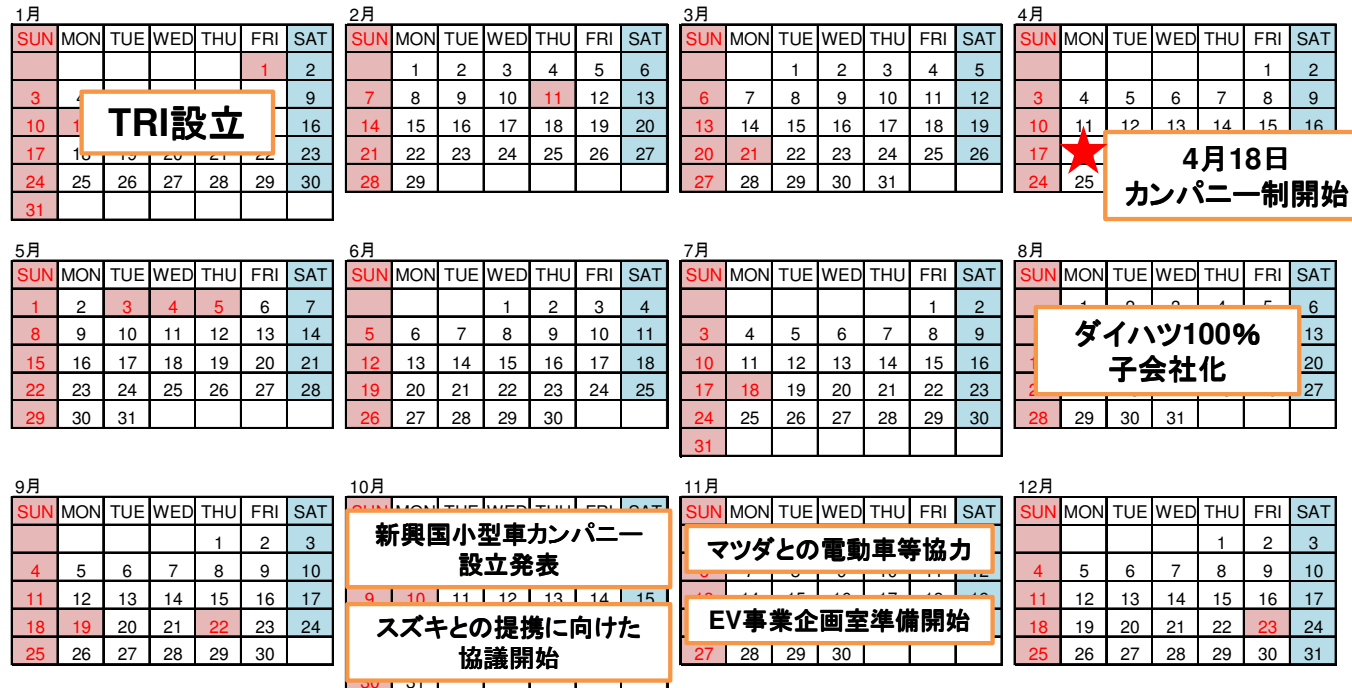 1月
SUN MON TUE WED THU FRI SAT
1 2
3 9
TRI設立
10 16
17 23
24 25 26 27 28 29 30
31
2月
SUN MON TUE WED THU FRI SAT
1 2 3 4 5 6
7 8 9 10 11 12 13
14 15 16 17 18 19 20
21 22 23 24 25 26 27
28 29
3月
SUN MON TUE WED THU FRI SAT
1 2 3 4 5
6 7 8 9 10 11 12
13 14 15 16 17 18 19
20 21 22 23 24 25 26
27 28 29 30 31
4月
SUN MON TUE WED THU FRI SAT
1 2
3 4 5 6 7 8 9
10 11 12 13 14 15 16
17
24 25
4月18日
カンパニー制開始
5月
SUN MON TUE WED THU FRI SAT
1 2 3 4 5 6 7
8 9 10 11 12 13 14
15 16 17 18 19 20 21
22 23 24 25 26 27 28
29 30 31
6月
SUN MON TUE WED THU FRI SAT
1 2 3 4
5 6 7 8 9 10 11
12 13 14 15 16 17 18
19 20 21 22 23 24 25
26 27 28 29 30
7月
SUN MON TUE WED THU FRI SAT
1 2
3 4 5 6 7 8 9
10 11 12 13 14 15 16
17 18 19 20 21 22 23
24 25 26 27 28 29 30
31
8月
SUN MON TUE WED THU FRI SAT
6
13
20
27
ダイハツ100%
子会社化
28 29 30 31
9月
SUN MON TUE WED THU FRI SAT
1 2 3
4 5 6 7 8 9 10
11 12 13 14 15 16 17
18 19 20 21 22 23 24
25 26 27 28 29 30
10月
SUN MON TUE WED THU FRI SAT
新興国小型車カンパニー
設立発表
9 10 11 12 13 14 15
スズキとの提携に向けた
協議開始
30 31
11月
SUN MON TUE WED THU FRI SAT
マツダとの電動車等協力
EV事業企画室準備開始
27 28 29 30
12月
SUN MON TUE WED THU FRI SAT
1 2 3
4 5 6 7 8 9 10
11 12 13 14 15 16 17
18 19 20 21 22 23 24
25 26 27 28 29 30 31